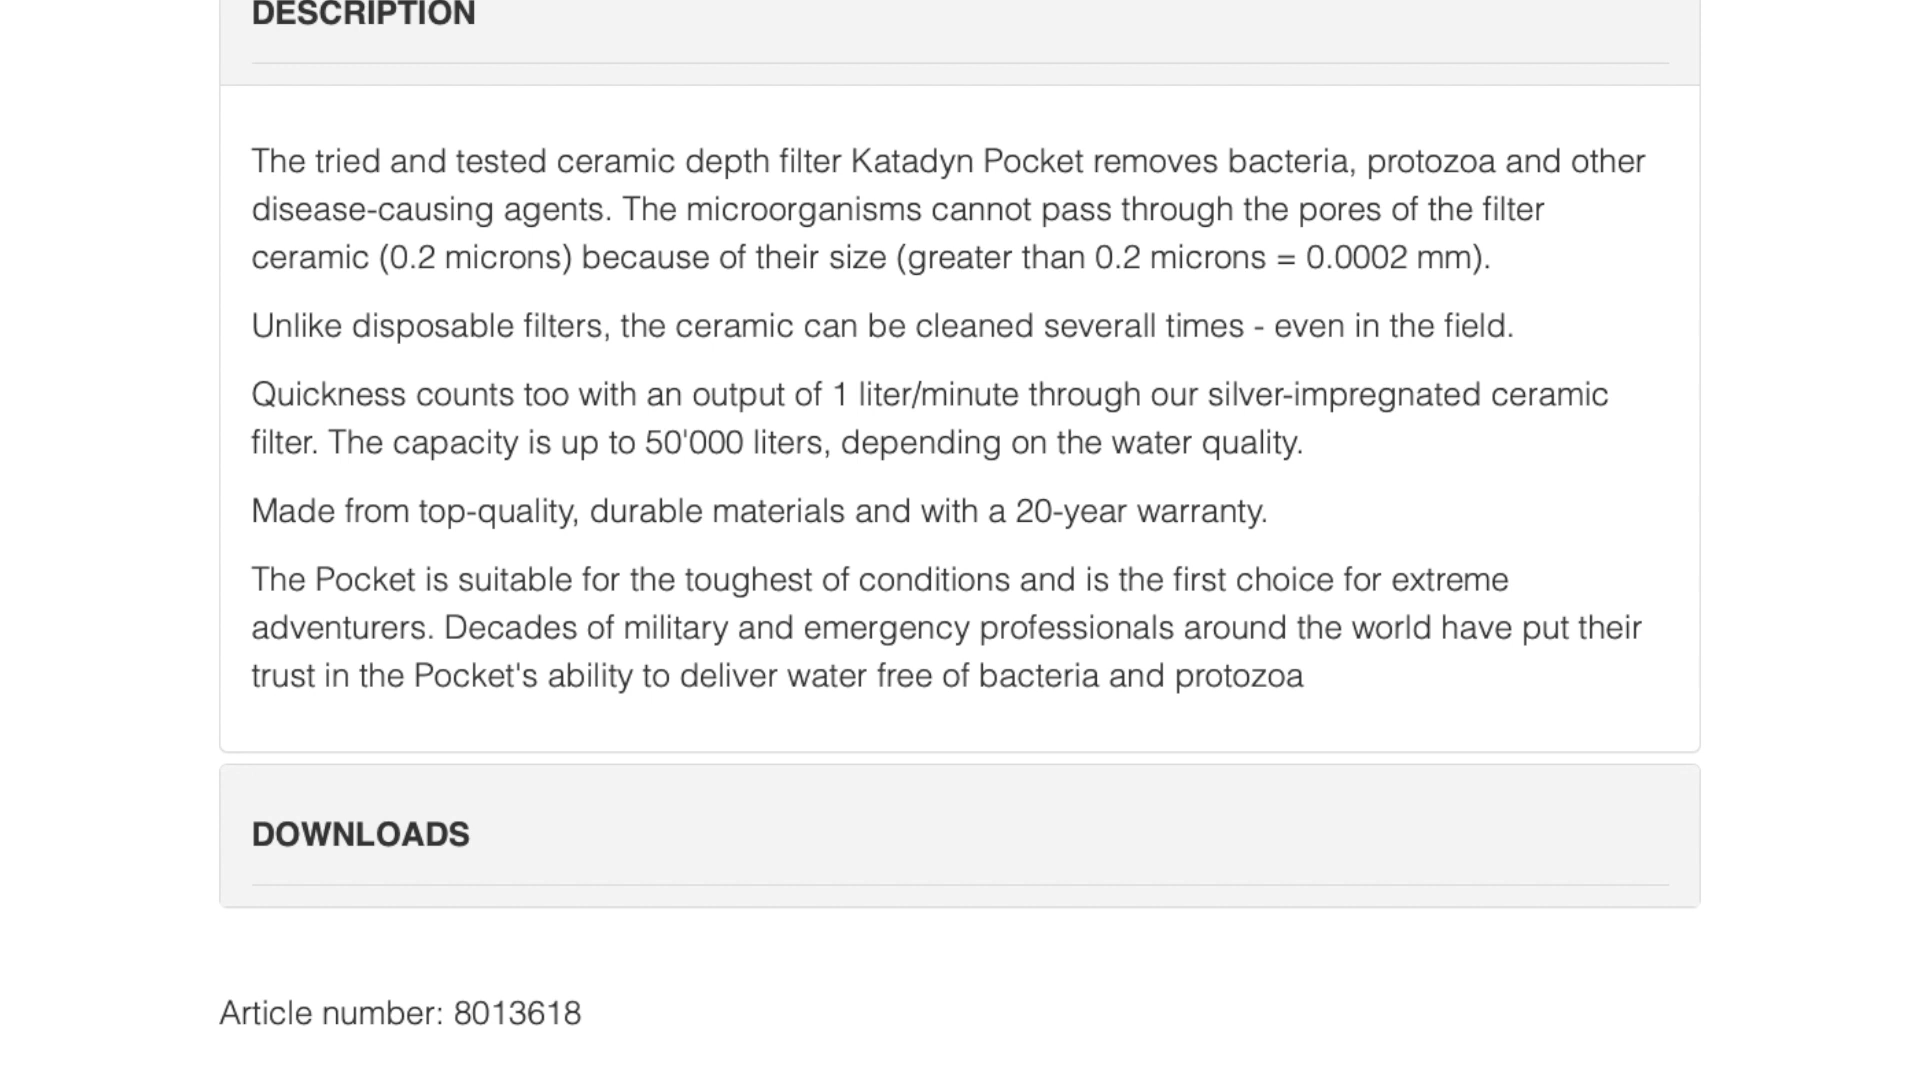 DESCRIPTION
The tried and tested ceramic depth filter Katadyn Pocket removes bacteria, protozoa and other
disease-causing agents. The microorganisms cannot pass through the pores of the filter
ceramic (0.2 microns) because of their size (greater than 0.2 microns = 0.0002 mm).
Unlike disposable filters, the ceramic can be cleaned severall times - even in the field.
Quickness counts too with an output of 1 liter/minute through our silver-impregnated ceramic
filter. The capacity is up to 50'000 liters, depending on the water quality.
Made from top-quality, durable materials and with a 20-year warranty.
The Pocket is suitable for the toughest of conditions and is the first choice for extreme
adventurers. Decades of military and emergency professionals around the world have put their
trust in the Pocket's ability to deliver water free of bacteria and protozoa
DOWNLOADS
Article number: 8013618